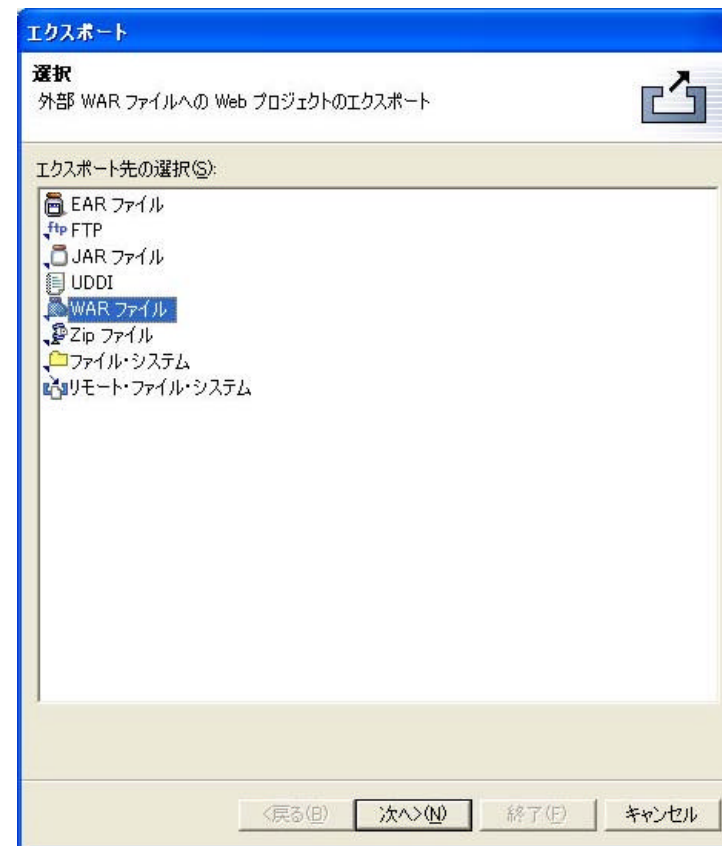 エクスポート
選択
外部 WAR ファイルへの Web プロジェクトのエクスポート
エクスポート先の選択(S):
EAR ファイル
ftp FTP
JAR ファイル
UDDI
WAR ファイル
Zip ファイル
ファイル・システム
リモート・ファイル・システム
<戻る(B) 次へ>(N) 終了(F) キャンセル